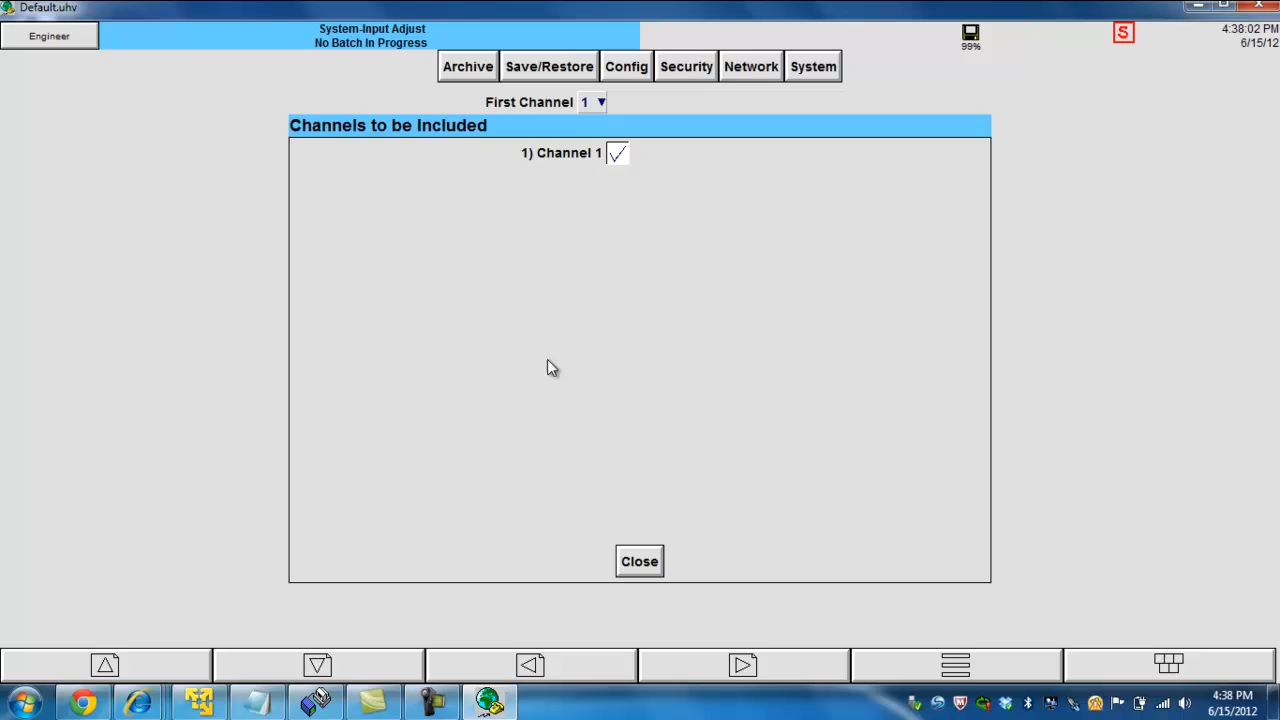 Default.uhv
Engineer
System-Input Adjust
No Batch In Progress
99%
S
4:38:02 PM
6/15/12
Archive Save/Restore Config Security Network System
First Channel 1
Channels to be Included
1) Channel 1
Close
4:38 PM
6/15/2012